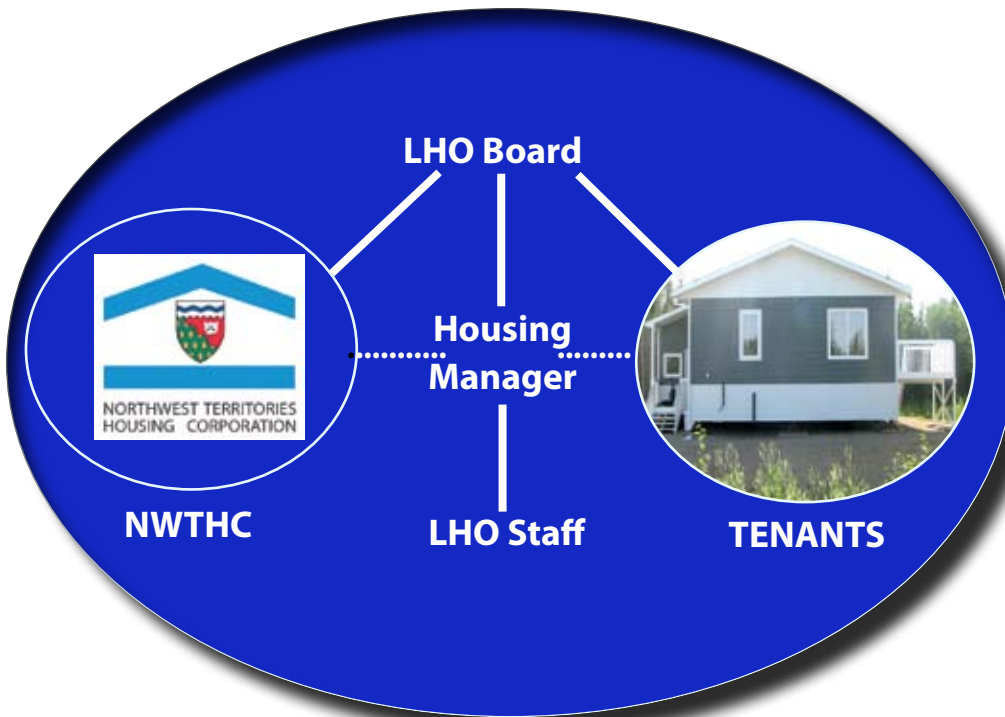 LHO Board
Housing
Manager
NORTHWEST TERRITORIES
HOUSING CORPORATION
NWTHC
LHO Staff
TENANTS